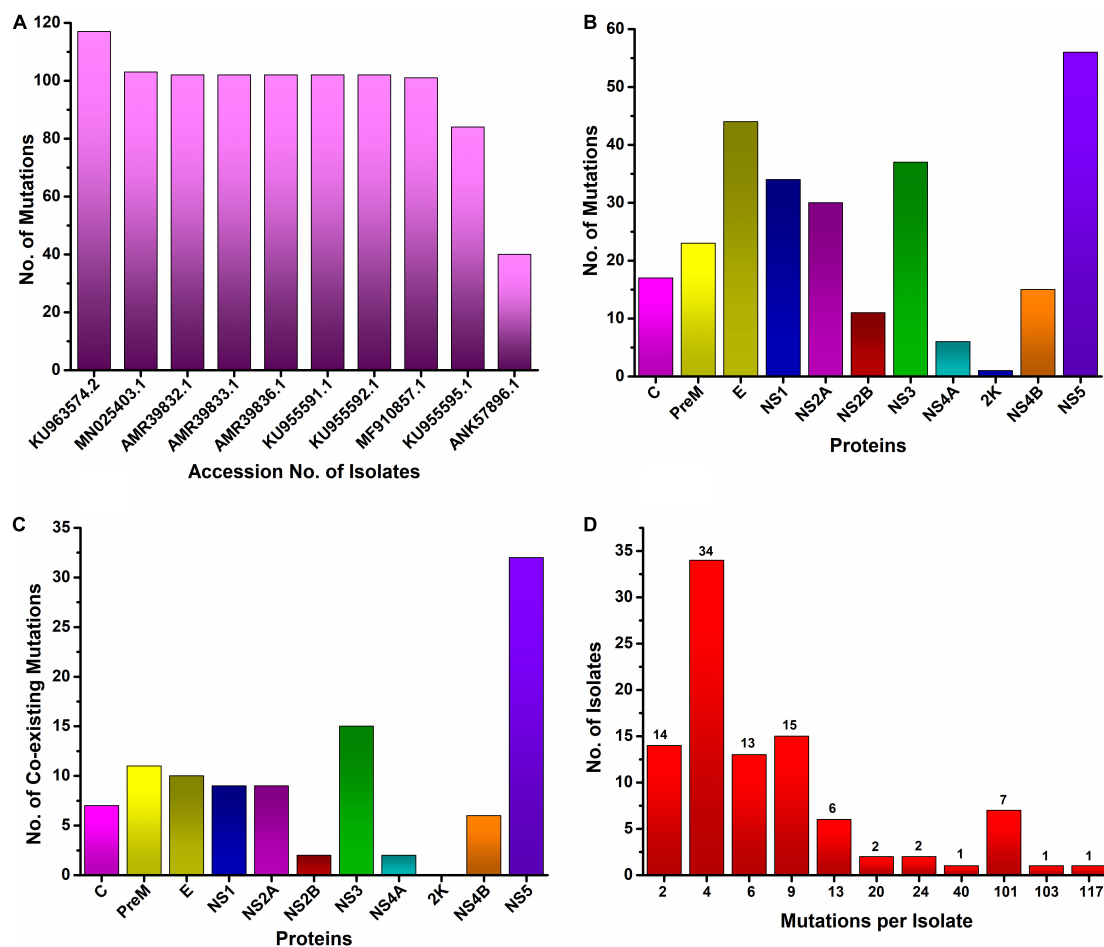 A
No. of Mutations
120
100
80
60
40
20
0
KU963574.2
MN025403.1
AMR39832.1
AMR39833.1
AMR39836.1
KU955591.1
KU955592.1
MF910857.1
KU955595.1
ANK57896.1
Accession No. of Isolates
B
No. of Mutations
60
50
40
30
20
10
0
C
PreM
E
NS1
NS2A
NS2B
NS3
NS4A
2K
NS4B
NS5
Proteins
C
No. of Co-existing Mutations
35
30
25
20
15
10
5
0
C
PreM
E
NS1
NS2A
NS2B
NS3
NS4A
2K
NS4B
NS5
Proteins
D
No. of Isolates
35
30
25
20
15
10
5
0
14
34
13
15
6
2
2
1
7
1
1
2
4
6
9
13
20
24
40
101
103
117
Mutations per Isolate